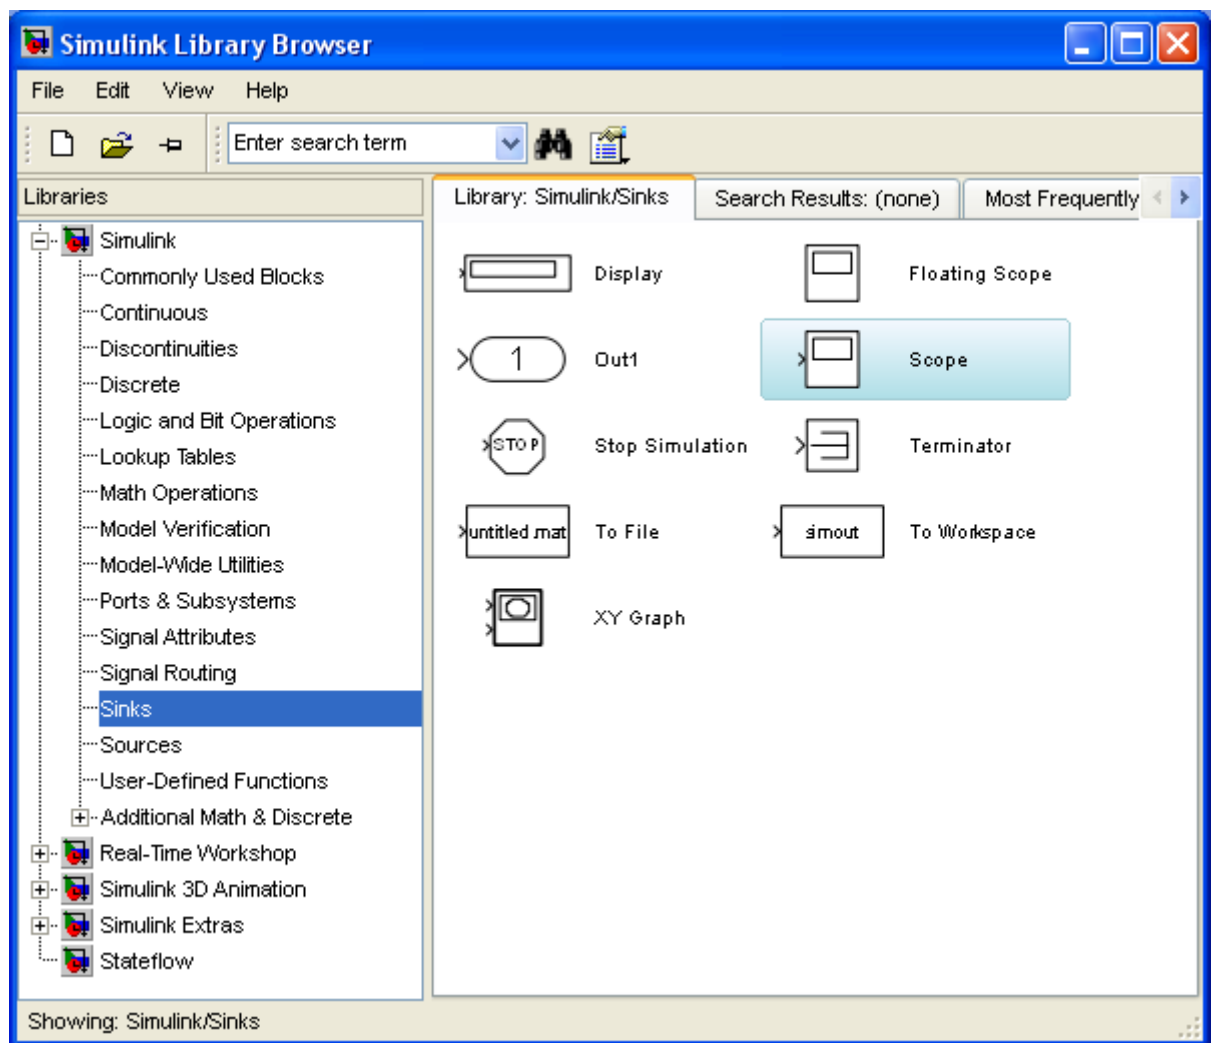 Simulink Library Browser
File Edit View Help
Enter search term
Libraries
Library: Simulink/Sinks Search Results: (none) Most Frequently
Simulink
Commonly Used Blocks
Continuous
Discontinuities
Discrete
Logic and Bit Operations
Lookup Tables
Math Operations
Model Verification
Model-Wide Utilities
Ports & Subsystems
Signal Attributes
Signal Routing
Sinks
Sources
User-Defined Functions
Additional Math & Discrete
Real-Time Workshop
Simulink 3D Animation
Simulink Extras
Stateflow
Display Floating Scope
1 Out1 Scope
STOP Stop Simulation Terminator
untitled.mat To File simout To Workspace
XY Graph
Showing: Simulink/Sinks